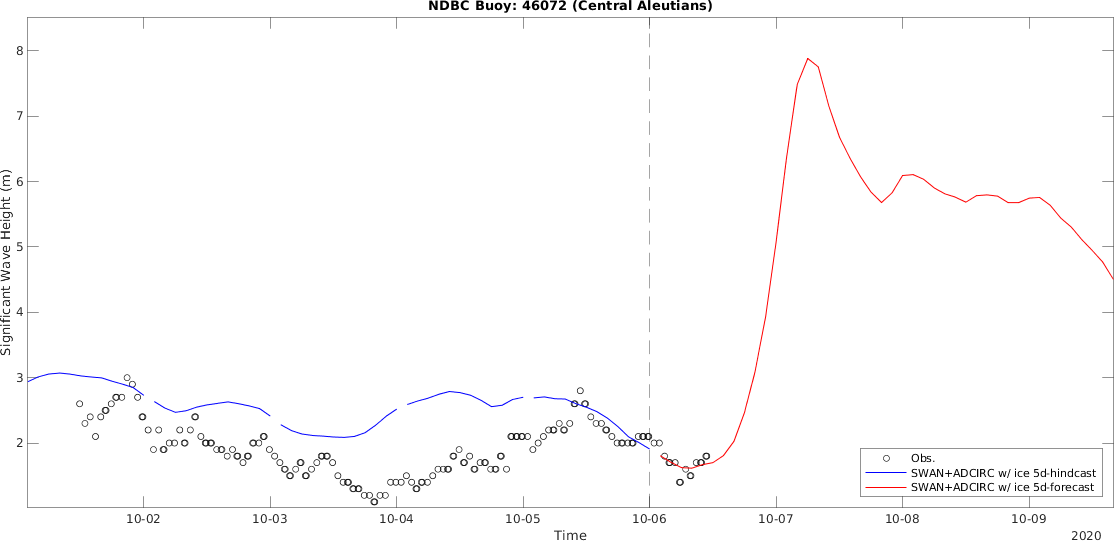 NDBC Buoy: 46072 (Central Aleutians)
8
7
6
5
4
3
2
Significant Wave Height (m)
10-02 10-03 10-04 10-05 10-06 10-07 10-08 10-09
Time
2020
Obs.
SWAN+ADCIRC w/ ice 5d-hindcast
SWAN+ADCIRC w/ ice 5d-forecast